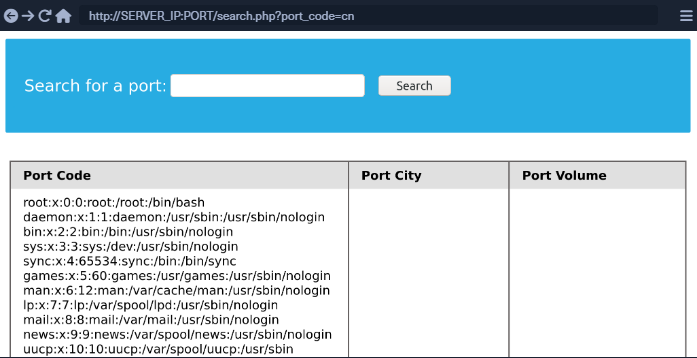 http://SERVER_IP:PORT/search.php?port_code=cn
Search for a port: Search
Port Code Port City Port Volume
root:x:0:0:root:/root:/bin/bash
daemon:x:1:1:daemon:/usr/sbin:/usr/sbin/nologin
bin:x:2:2:bin:/bin:/usr/sbin/nologin
sys:x:3:3:sys:/dev:/usr/sbin/nologin
sync:x:4:65534:sync:/bin:/bin/sync
games:x:5:60:games:/usr/games:/usr/sbin/nologin
man:x:6:12:man:/var/cache/man:/usr/sbin/nologin
lp:x:7:7:lp:/var/spool/lpd:/usr/sbin/nologin
mail:x:8:8:mail:/var/mail:/usr/sbin/nologin
news:x:9:9:news:/var/spool/news:/usr/sbin/nologin
uucp:x:10:10:uucp:/var/spool/uucp:/usr/sbin